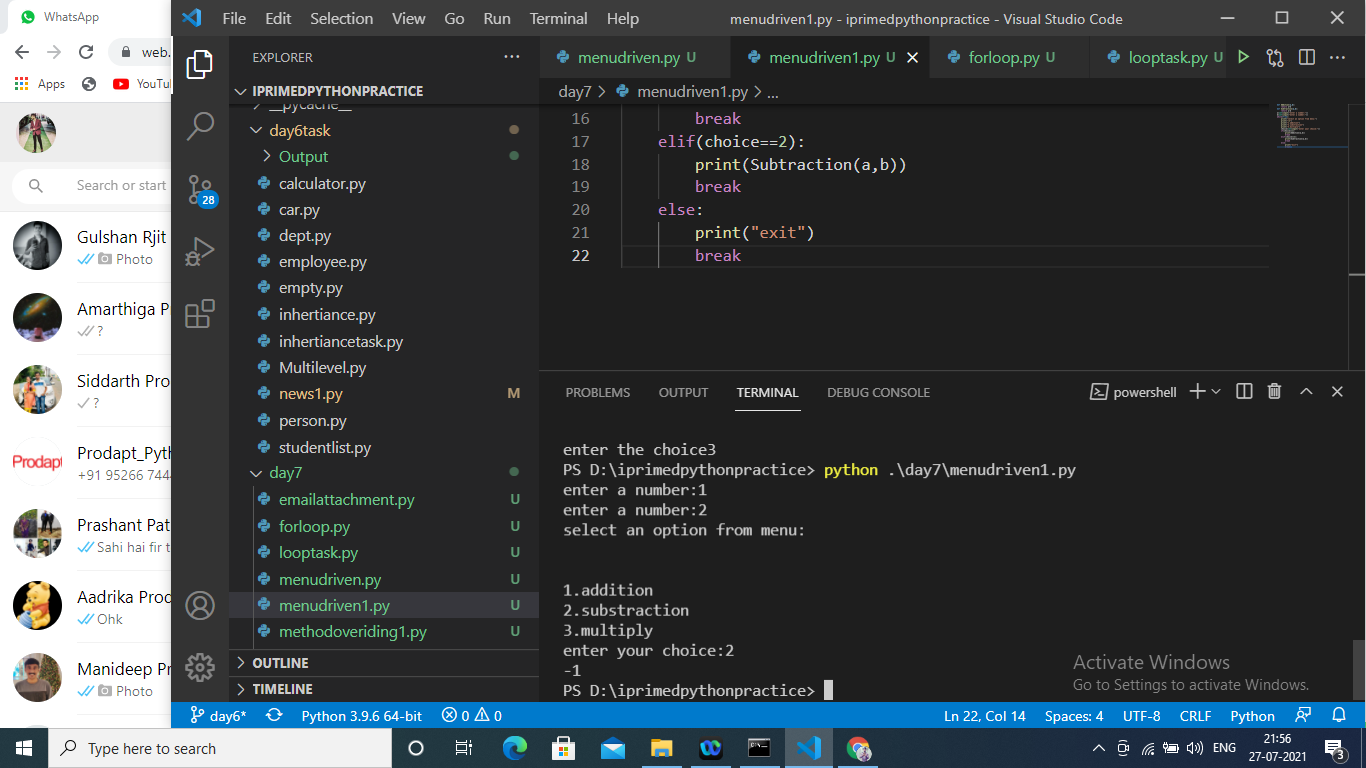 WhatsApp
web.
Apps
YouTu
Search or start
Gulshan Rjit
Photo
Amarthiga P
?
Siddarth Pro
?
Prodapt
Prodapt_Pyth
+91 95266 744
Prashant Pat
Sahi hai fir t
Aadrika Proc
Ohk
Manideep Pr
Photo
File Edit Selection View Go Run Terminal Help
menudriven1.py - iprimedpythonpractice - Visual Studio Code
EXPLORER
IPRIMEDPYTHONPRACTICE
__pycache__
day6task
Output
calculator.py
car.py
dept.py
employee.py
empty.py
inhertiance.py
inhertiancetask.py
Multilevel.py
news1.py M
person.py
studentlist.py
day7
emailattachment.py U
forloop.py U
looptask.py U
menudriven.py U
menudriven1.py U
methodoveriding1.py U
OUTLINE
TIMELINE
28
menudriven.py U
menudriven1.py U
forloop.py U
looptask.py U
day7 > menudriven1.py > ...
16 break
17 elif(choice==2):
18 print(Subtraction(a,b))
19 break
20 else:
21 print("exit")
22 break
PROBLEMS OUTPUT TERMINAL DEBUG CONSOLE
powershell
enter the choice3
PS D:\iprimedpythonpractice> python .\day7\menudriven1.py
enter a number:1
enter a number:2
select an option from menu:
1.addition
2.substraction
3.multiply
enter your choice:2
-1
PS D:\iprimedpythonpractice>
Activate Windows
Go to Settings to activate Windows.
day6* Python 3.9.6 64-bit 0 0
Ln 22, Col 14 Spaces: 4 UTF-8 CRLF Python
Type here to search
ENG
21:56
27-07-2021
3